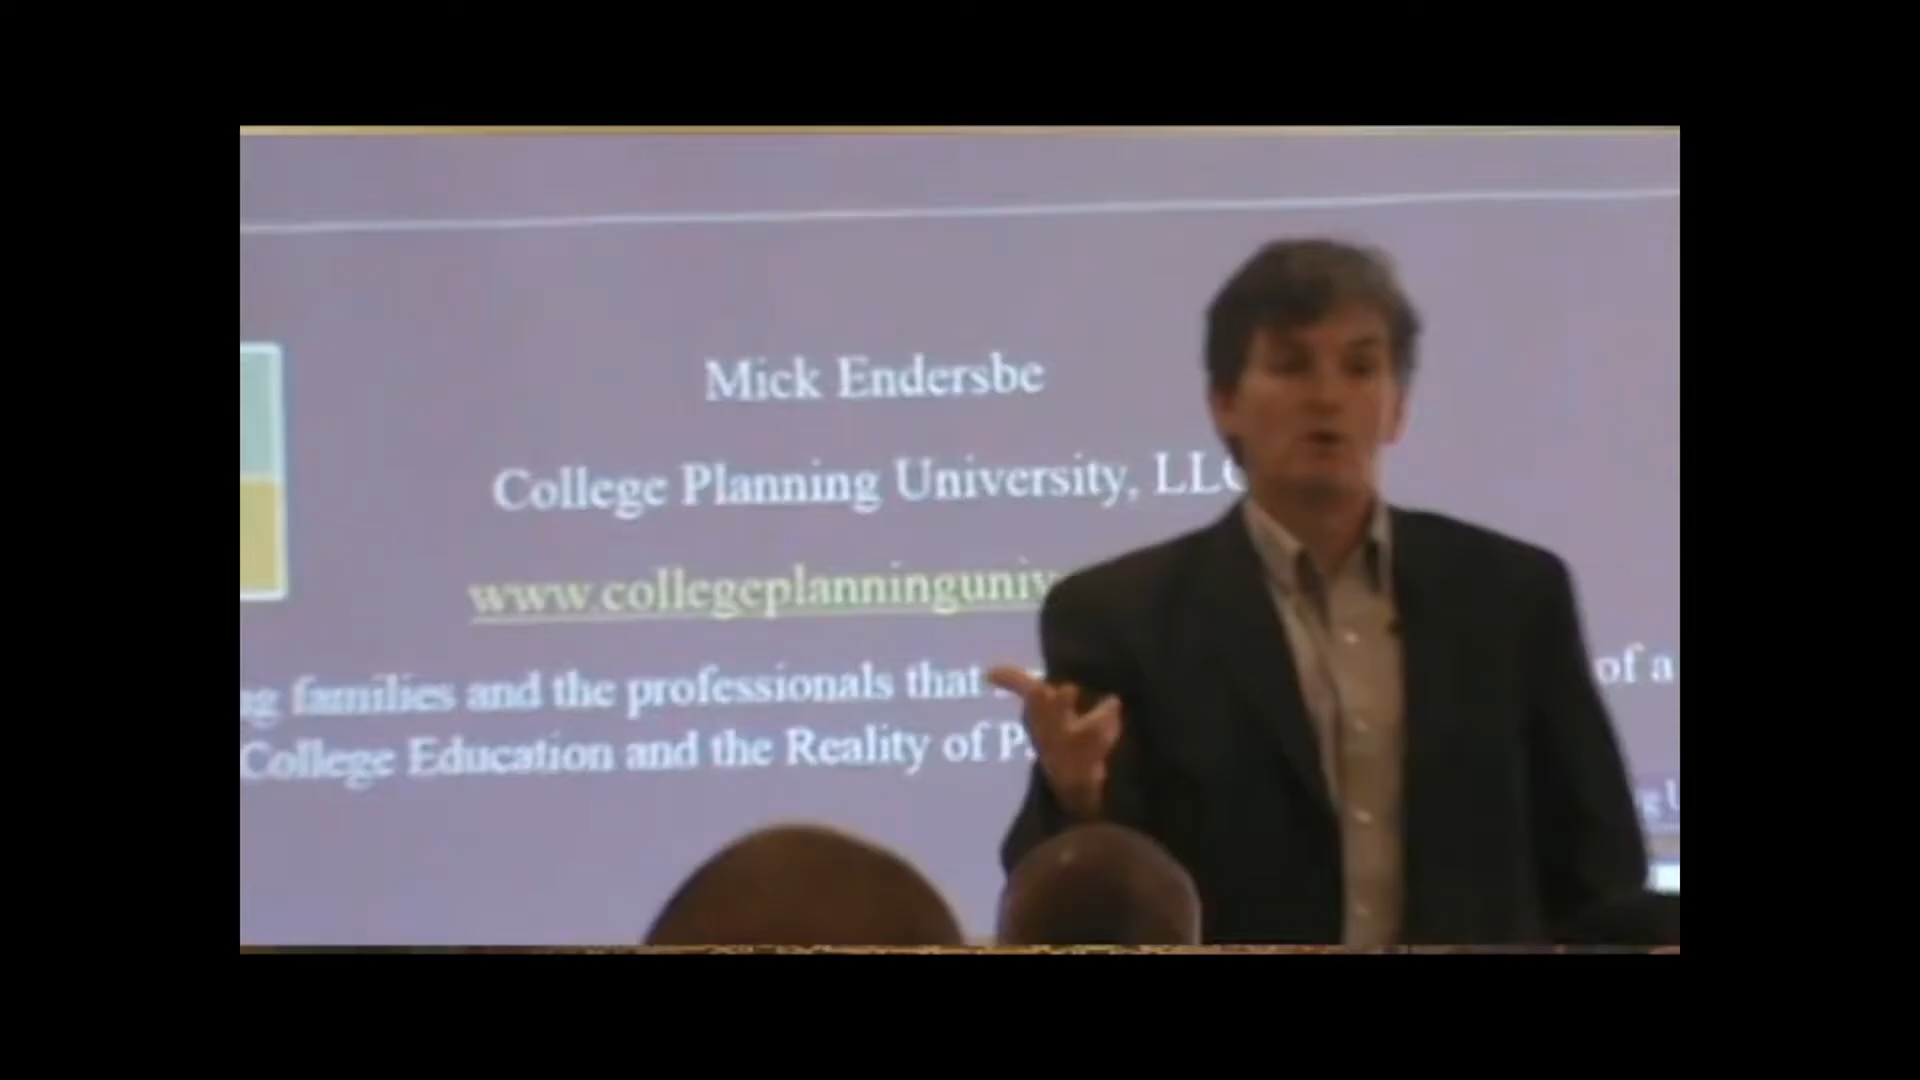 Mick Endersbe
College Planning University, LLC
www.collegeplanninguniv
families and the professionals that of a
College Education and the Reality of